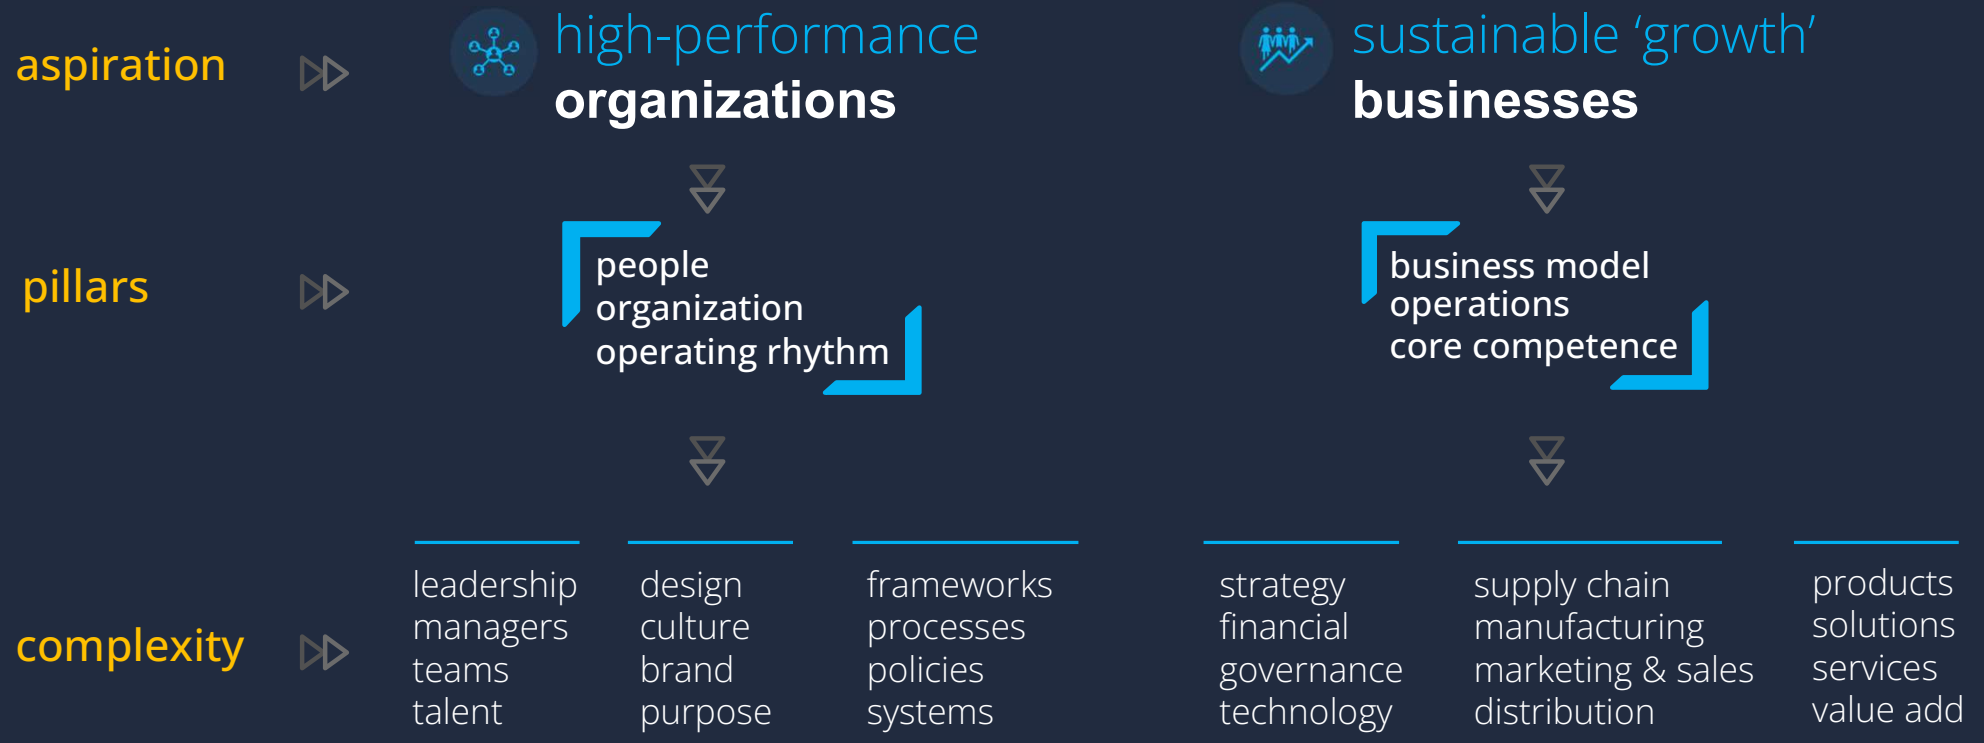 aspiration
high-performance
organizations
sustainable ‘growth’
businesses
pillars
people
organization
operating rhythm
business model
operations
core competence
complexity
leadership
managers
teams
talent
design
culture
brand
purpose
frameworks
processes
policies
systems
strategy
financial
governance
technology
supply chain
manufacturing
marketing & sales
distribution
products
solutions
services
value add